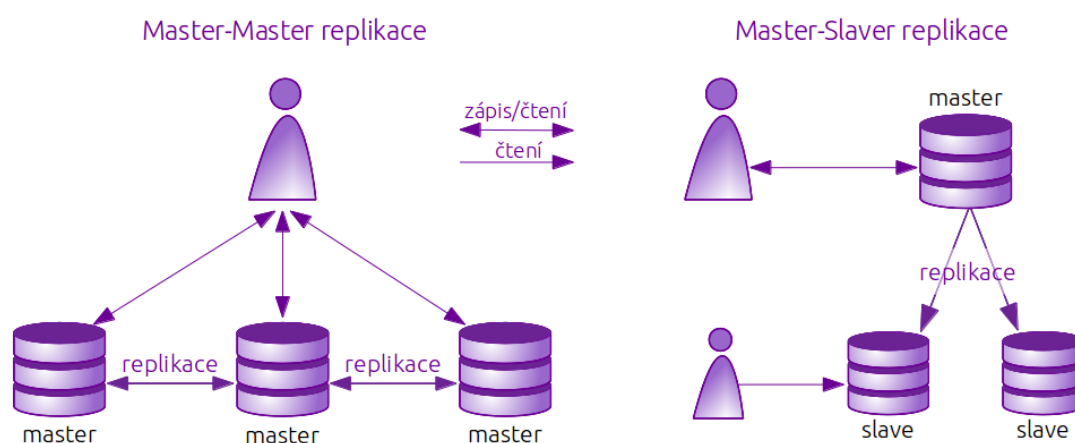 Master-Master replikace
Master-Slaver replikace
zápis/čtení
čtení
master
replikace
replikace
replikace
master
master
master
slave
slave